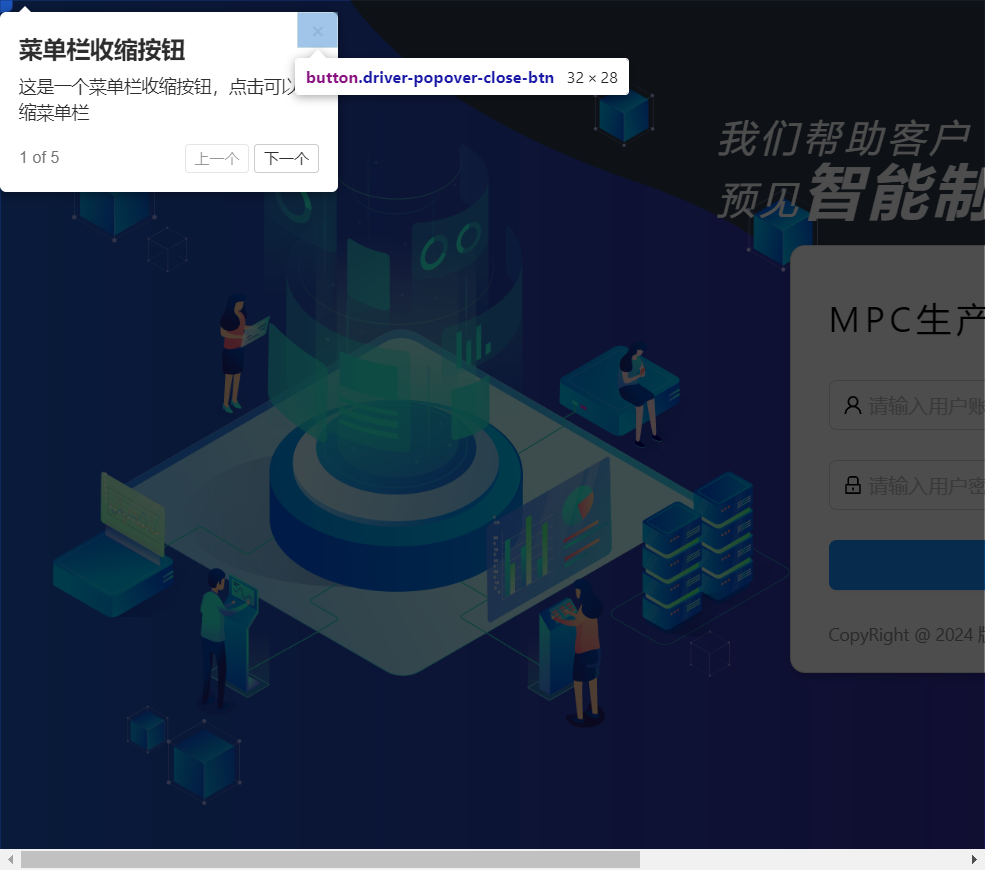 菜单栏收缩按钮
×
这是一个菜单栏收缩按钮，点击可以
缩菜单栏
1 of 5
上一个
下一个
button.driver-popover-close-btn 32 × 28
我们帮助客户
预见智能制
MPC生产
请输入用户账
请输入用户密
CopyRight @ 2024 版